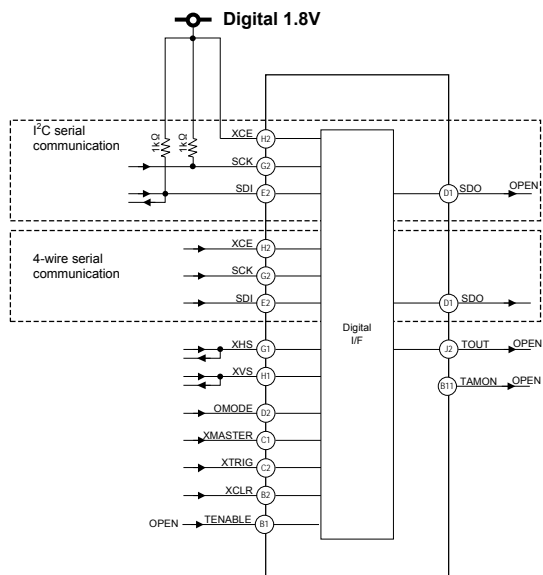 Digital 1.8V
I²C serial
communication
1kΩ
1kΩ
XCE
H2
SCK
G2
SDI
E2
D1
SDO
OPEN
4-wire serial
communication
XCE
H2
SCK
G2
SDI
E2
D1
SDO
Digital
I/F
XHS
G1
J2
TOUT
OPEN
XVS
H1
B11
TAMON
OPEN
OMODE
D2
XMASTER
C1
XTRIG
C2
XCLR
B2
OPEN
TENABLE
B1